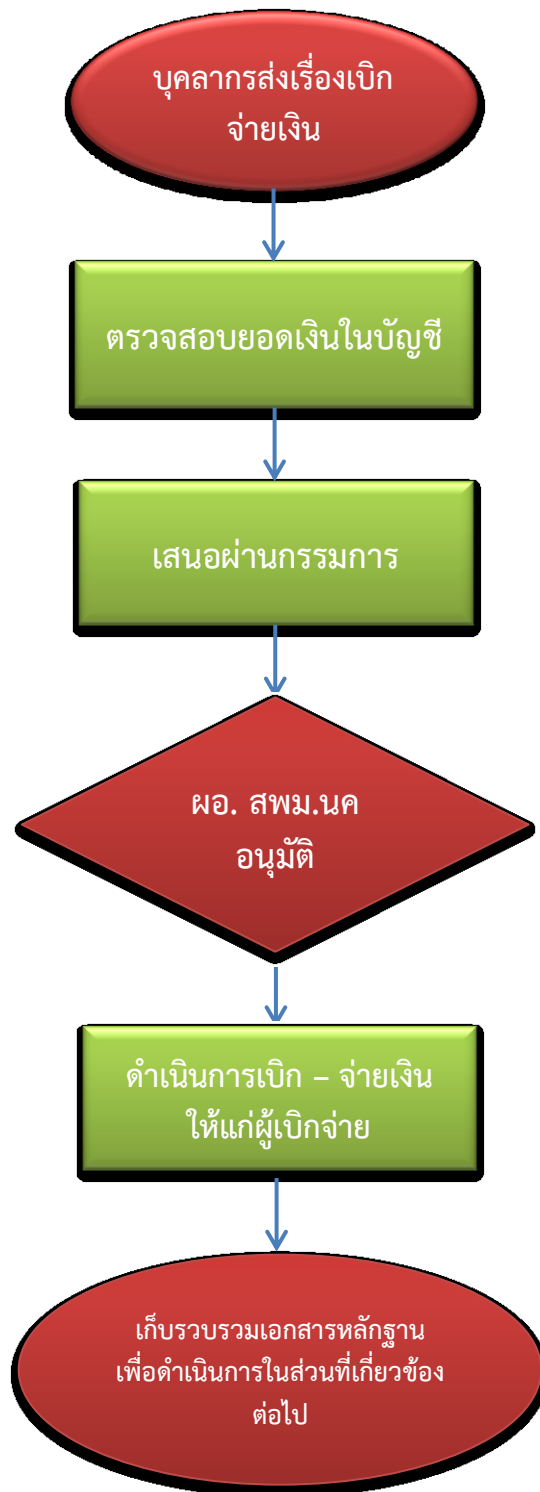 บุคลากรส่งเรื่องเบิก
จ่ายเงิน
ตรวจสอบยอดเงินในบัญชี
เสนอผ่านกรรมการ
ผอ. สพม.นค
อนุมัติ
ดำเนินการเบิก – จ่ายเงิน
ให้แก่ผู้เบิกจ่าย
เก็บรวบรวมเอกสารหลักฐาน
เพื่อดำเนินการในส่วนที่เกี่ยวข้อง
ต่อไป